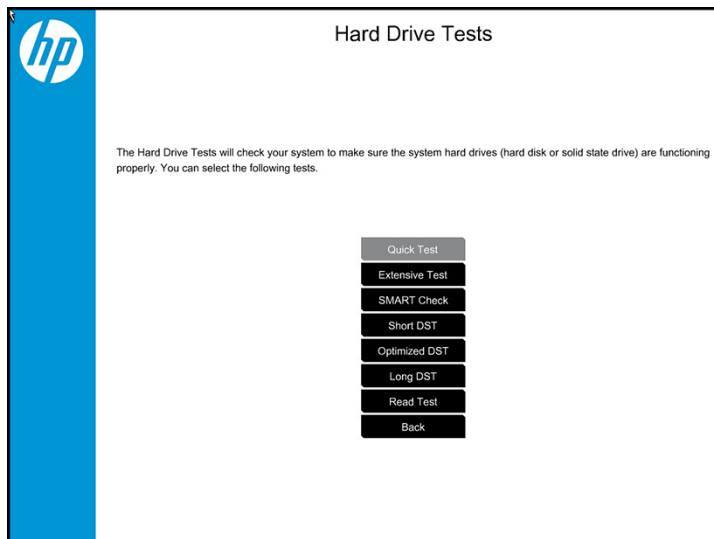 hp
Hard Drive Tests
The Hard Drive Tests will check your system to make sure the system hard drives (hard disk or solid state drive) are functioning
properly. You can select the following tests.
Quick Test
Extensive Test
SMART Check
Short DST
Optimized DST
Long DST
Read Test
Back